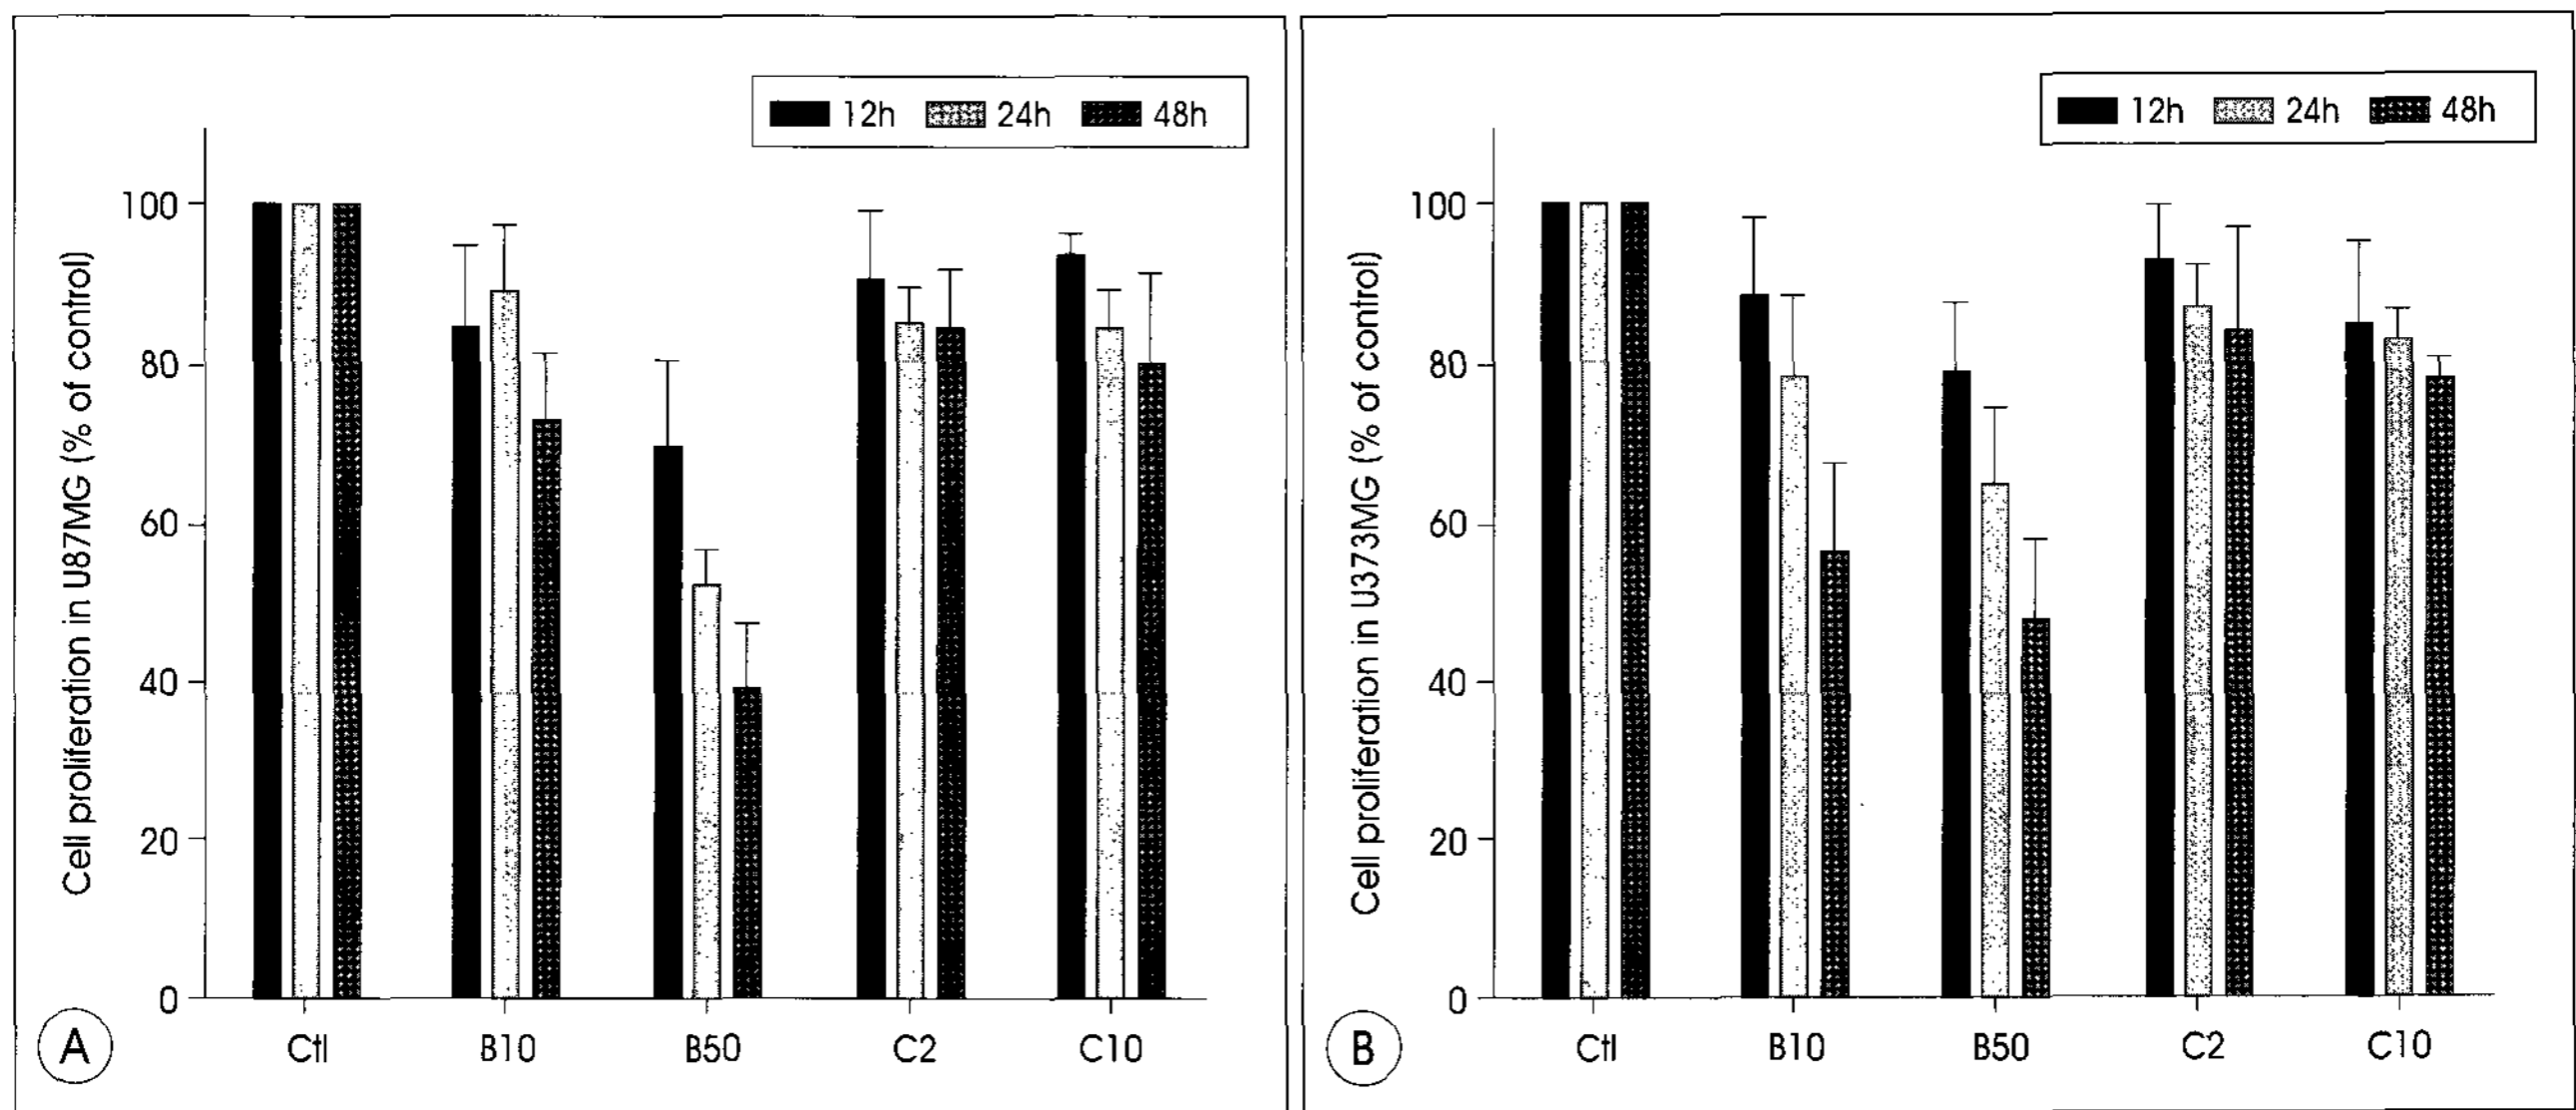 12h 24h 48h
Cell proliferation in U87MG (% of control)
100
80
60
40
20
0
Ctl B10 B50 C2 C10
A
12h 24h 48h
Cell proliferation in U373MG (% of control)
100
80
60
40
20
0
Ctl B10 B50 C2 C10
B